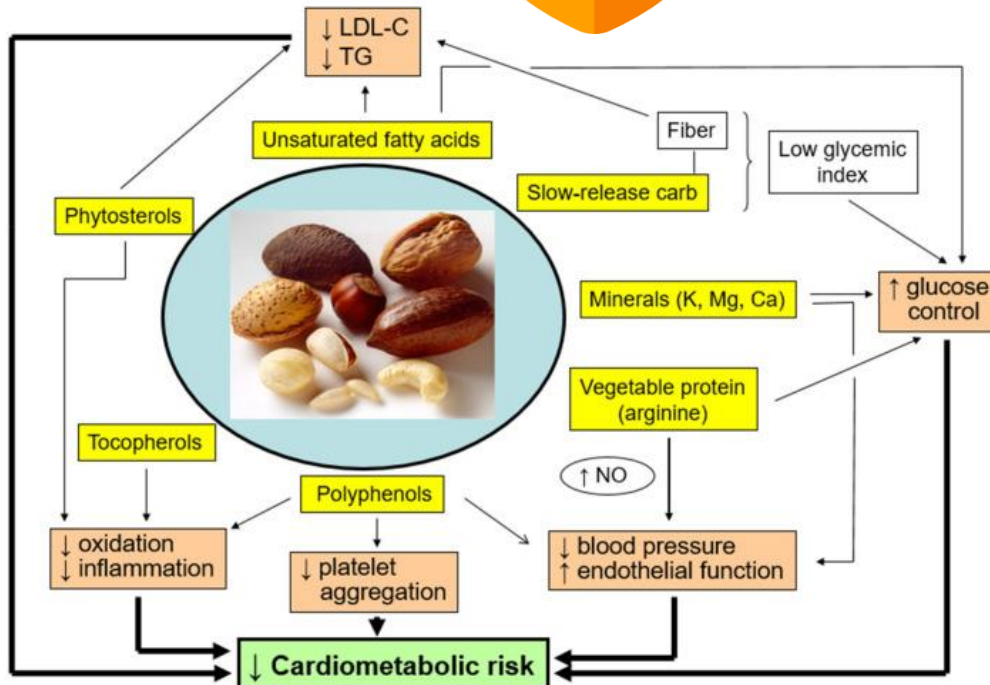 ↓ LDL-C
↓ TG
Unsaturated fatty acids
Fiber
Slow-release carb
Low glycemic
index
Phytosterols
Minerals (K, Mg, Ca)
↑ glucose
control
Vegetable protein
(arginine)
Tocopherols
↑ NO
Polyphenols
↓ oxidation
↓ inflammation
↓ platelet
aggregation
↓ blood pressure
↑ endothelial function
↓ Cardiometabolic risk